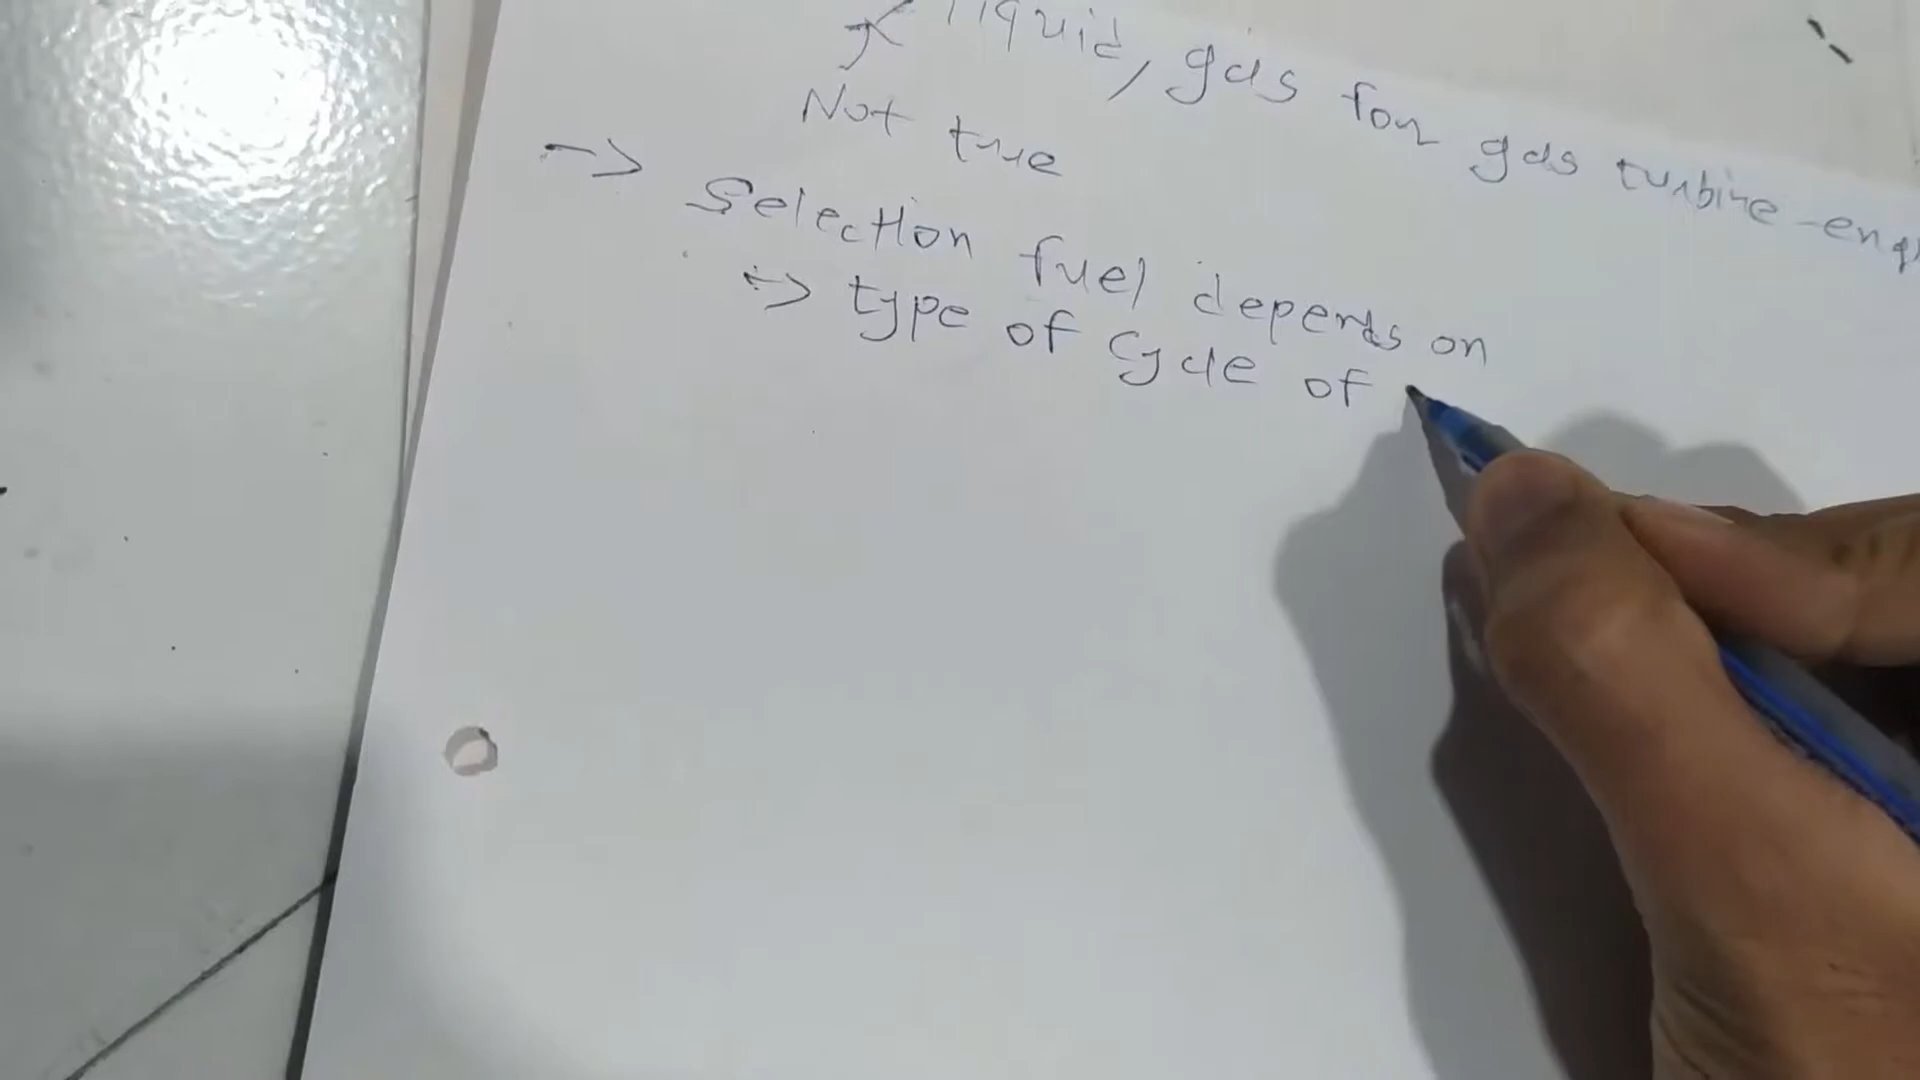 liquid, gas for gas turbine eng
Not true
-> Selection fuel depends on
-> type of cycle of